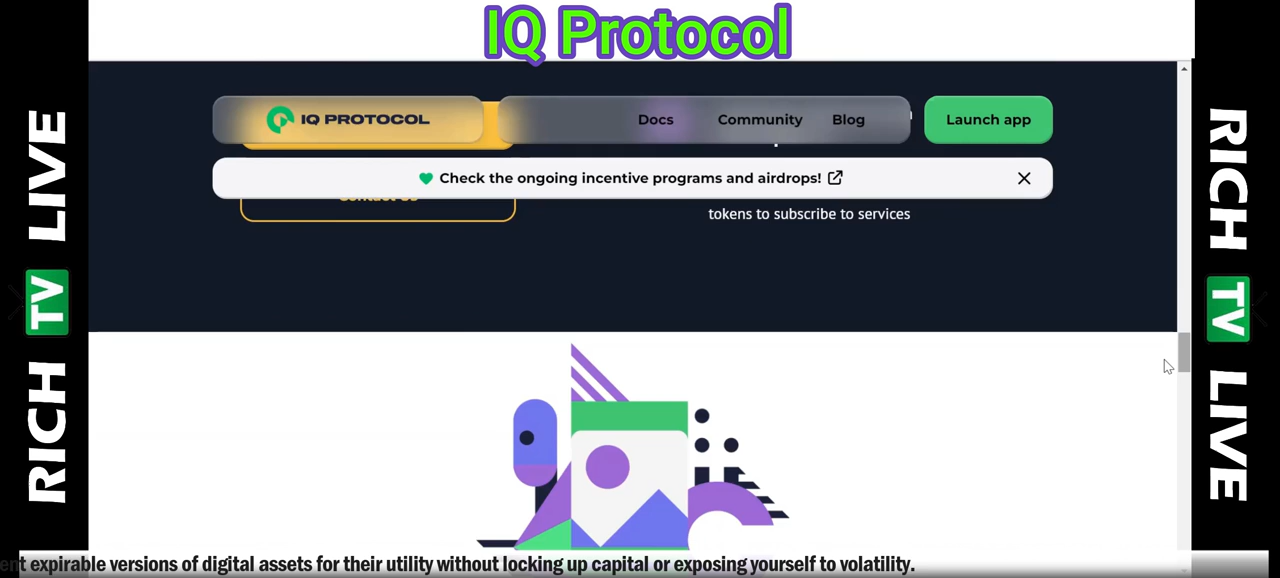 IQ Protocol
IQ PROTOCOL
Docs
Community
Blog
Launch app
Check the ongoing incentive programs and airdrops!
tokens to subscribe to services
RICH TV LIVE
RICH TV LIVE
expirable versions of digital assets for their utility without locking up capital or exposing yourself to volatility.